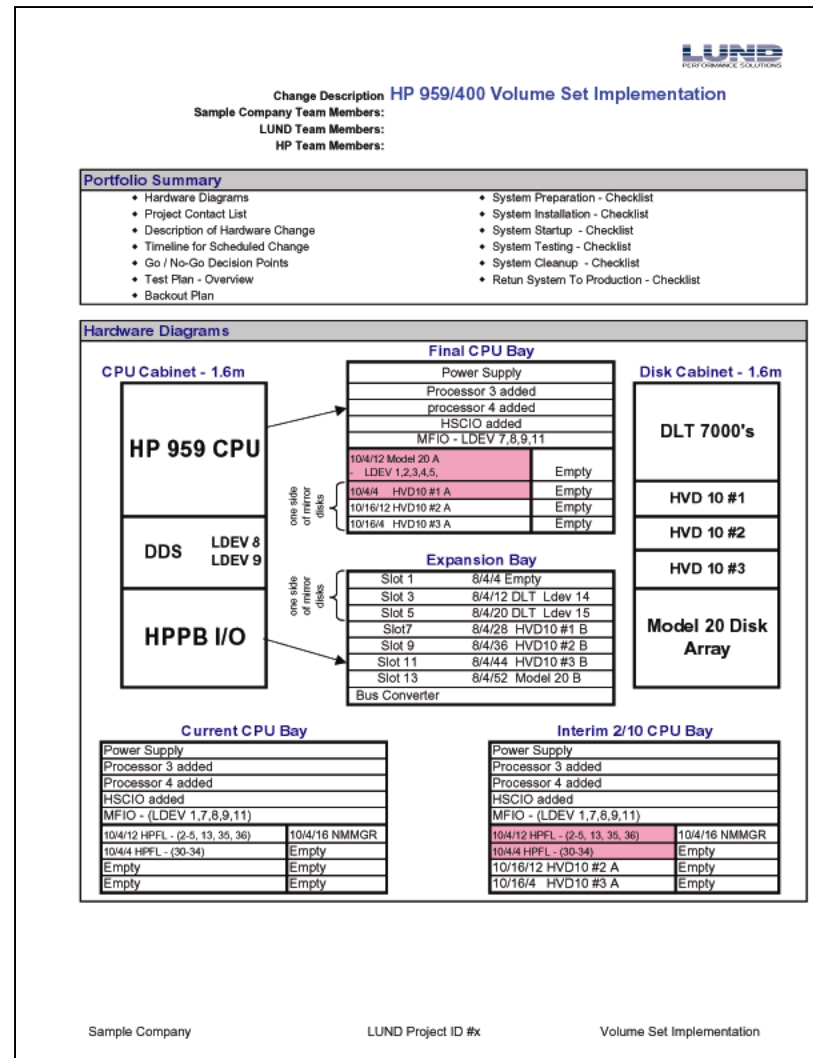 LUND
PERFORMANCE SOLUTIONS
Change Description HP 959/400 Volume Set Implementation
Sample Company Team Members:
LUND Team Members:
HP Team Members:
Portfolio Summary
◆ Hardware Diagrams
◆ Project Contact List
◆ Description of Hardware Change
◆ Timeline for Scheduled Change
◆ Go / No-Go Decision Points
◆ Test Plan - Overview
◆ Backout Plan
◆ System Preparation - Checklist
◆ System Installation - Checklist
◆ System Startup - Checklist
◆ System Testing - Checklist
◆ System Cleanup - Checklist
◆ Retun System To Production - Checklist
Hardware Diagrams
CPU Cabinet - 1.6m
HP 959 CPU
DDS LDEV 8
LDEV 9
HPPB I/O
Final CPU Bay
Power Supply
Processor 3 added
processor 4 added
HSCIO added
MFIO - LDEV 7,8,9,11
10/4/12 Model 20 A
- LDEV 1,2,3,4,5, Empty
10/4/4 HVD10 #1 A Empty
10/16/12 HVD10 #2 A Empty
10/16/4 HVD10 #3 A Empty
one side
of mirror
disks
Expansion Bay
Slot 1 8/4/4 Empty
Slot 3 8/4/12 DLT Ldev 14
Slot 5 8/4/20 DLT Ldev 15
Slot7 8/4/28 HVD10 #1 B
Slot 9 8/4/36 HVD10 #2 B
Slot 11 8/4/44 HVD10 #3 B
Slot 13 8/4/52 Model 20 B
Bus Converter
one side
of mirror
disks
Disk Cabinet - 1.6m
DLT 7000's
HVD 10 #1
HVD 10 #2
HVD 10 #3
Model 20 Disk
Array
Current CPU Bay
Power Supply
Processor 3 added
Processor 4 added
HSCIO added
MFIO - (LDEV 1,7,8,9,11)
10/4/12 HPFL - (2-5, 13, 35, 36) 10/4/16 NMMGR
10/4/4 HPFL - (30-34) Empty
Empty Empty
Empty Empty
Interim 2/10 CPU Bay
Power Supply
Processor 3 added
Processor 4 added
HSCIO added
MFIO - (LDEV 1,7,8,9,11)
10/4/12 HPFL - (2-5, 13, 35, 36) 10/4/16 NMMGR
10/4/4 HPFL - (30-34) Empty
10/16/12 HVD10 #2 A Empty
10/16/4 HVD10 #3 A Empty
Sample Company LUND Project ID #x Volume Set Implementation